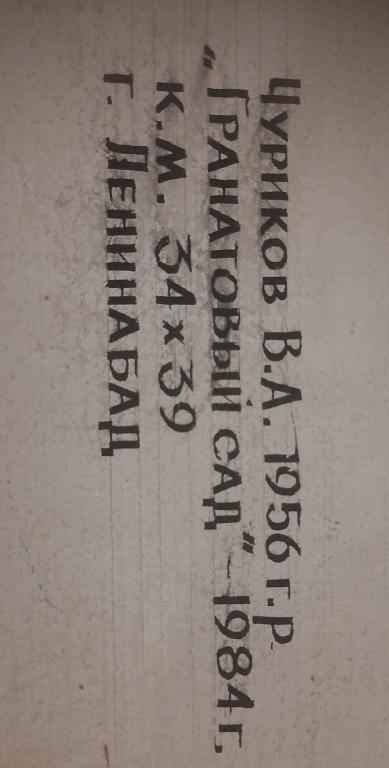 Чуриков В.А. 1956 г.р
"Гранатовый сад" – 1984 г.
к.м. 34 х 39
г. Ленинабад